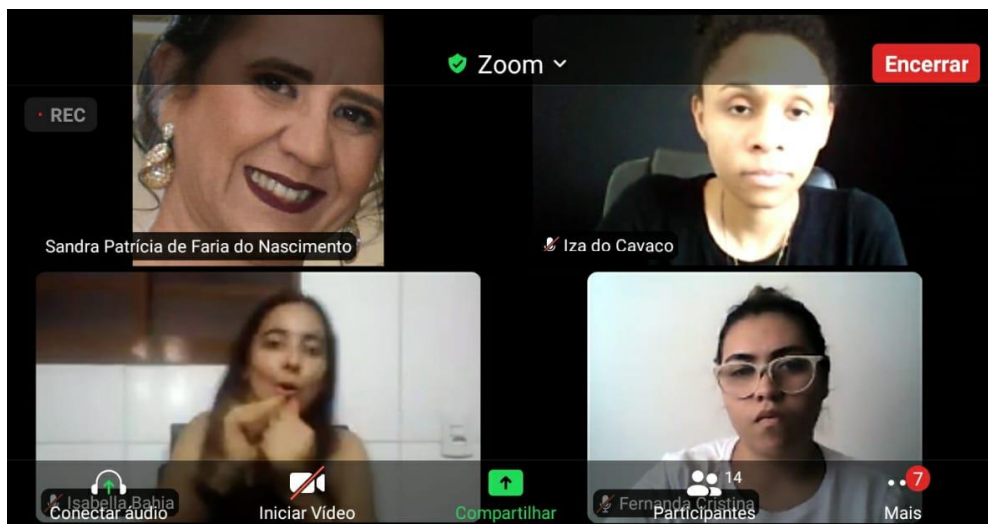 Zoom
Encerrar
REC
Sandra Patrícia de Faria do Nascimento
Iza do Cavaco
Isabella Bahia
Fernanda Cristina
14
7
Conectar áudio
Iniciar Vídeo
Compartilhar
Participantes
Mais